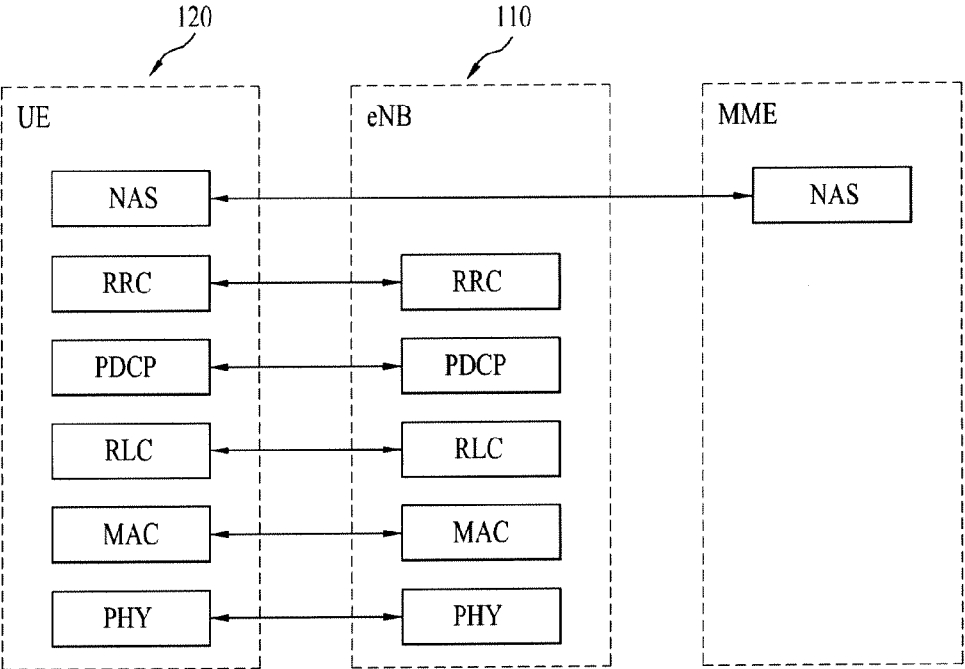 120 110
UE eNB MME
NAS NAS
RRC RRC
PDCP PDCP
RLC RLC
MAC MAC
PHY PHY